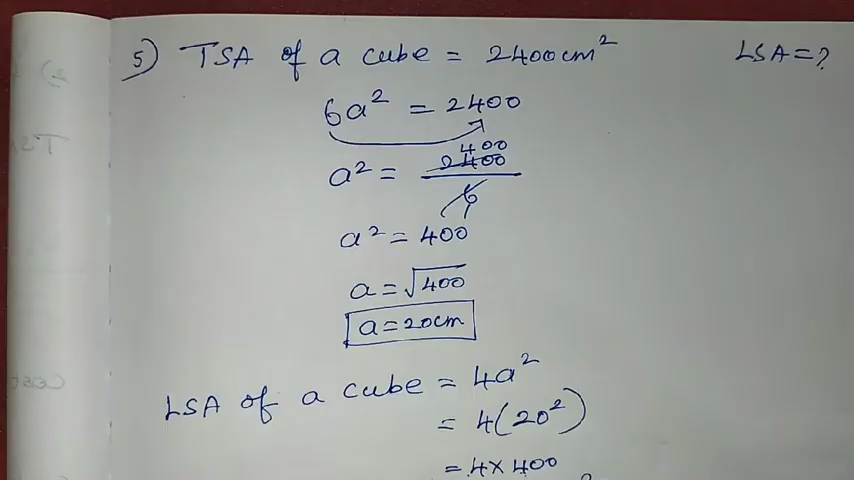 5) TSA of a cube = 2400cm² LSA = ?
6a² = 2400
400
a² = 2400/6
a² = 400
a = √400
a = 20cm
LSA of a cube = 4a²
= 4(20²)
= 4×400